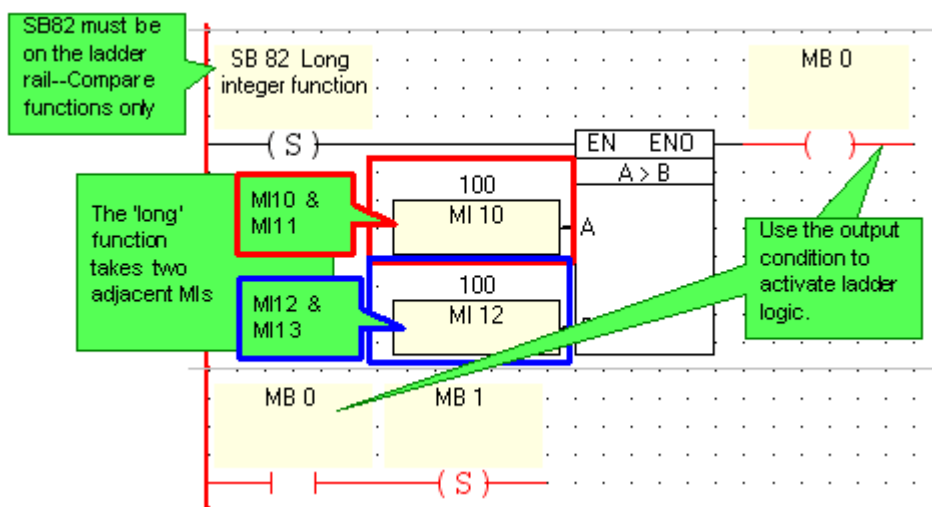 SB82 must be
on the ladder
rail--Compare
functions only
SB 82 Long
integer function
MB 0
( S )
EN ENO
A > B
( )
The 'long'
function
takes two
adjacent MIs
MI10 &
MI11
100
MI 10
A
MI12 &
MI13
100
MI 12
Use the output
condition to
activate ladder
logic.
MB 0
MB 1
( S )